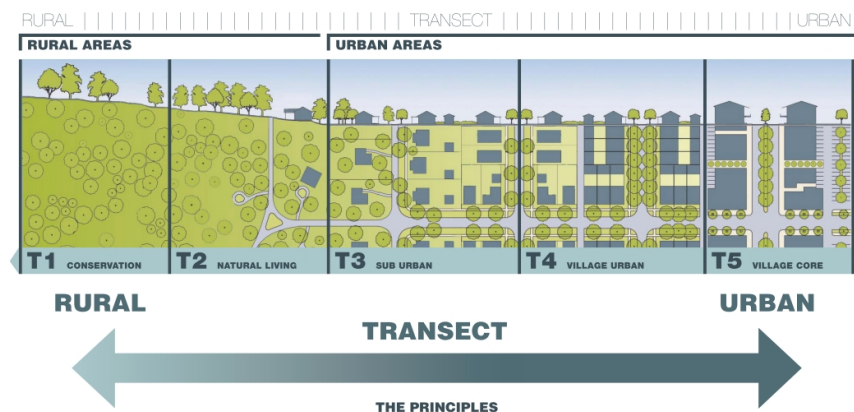 RURAL TRANSECT URBAN
RURAL AREAS URBAN AREAS
T1 CONSERVATION T2 NATURAL LIVING T3 SUB URBAN T4 VILLAGE URBAN T5 VILLAGE CORE
RURAL URBAN
TRANSECT
THE PRINCIPLES